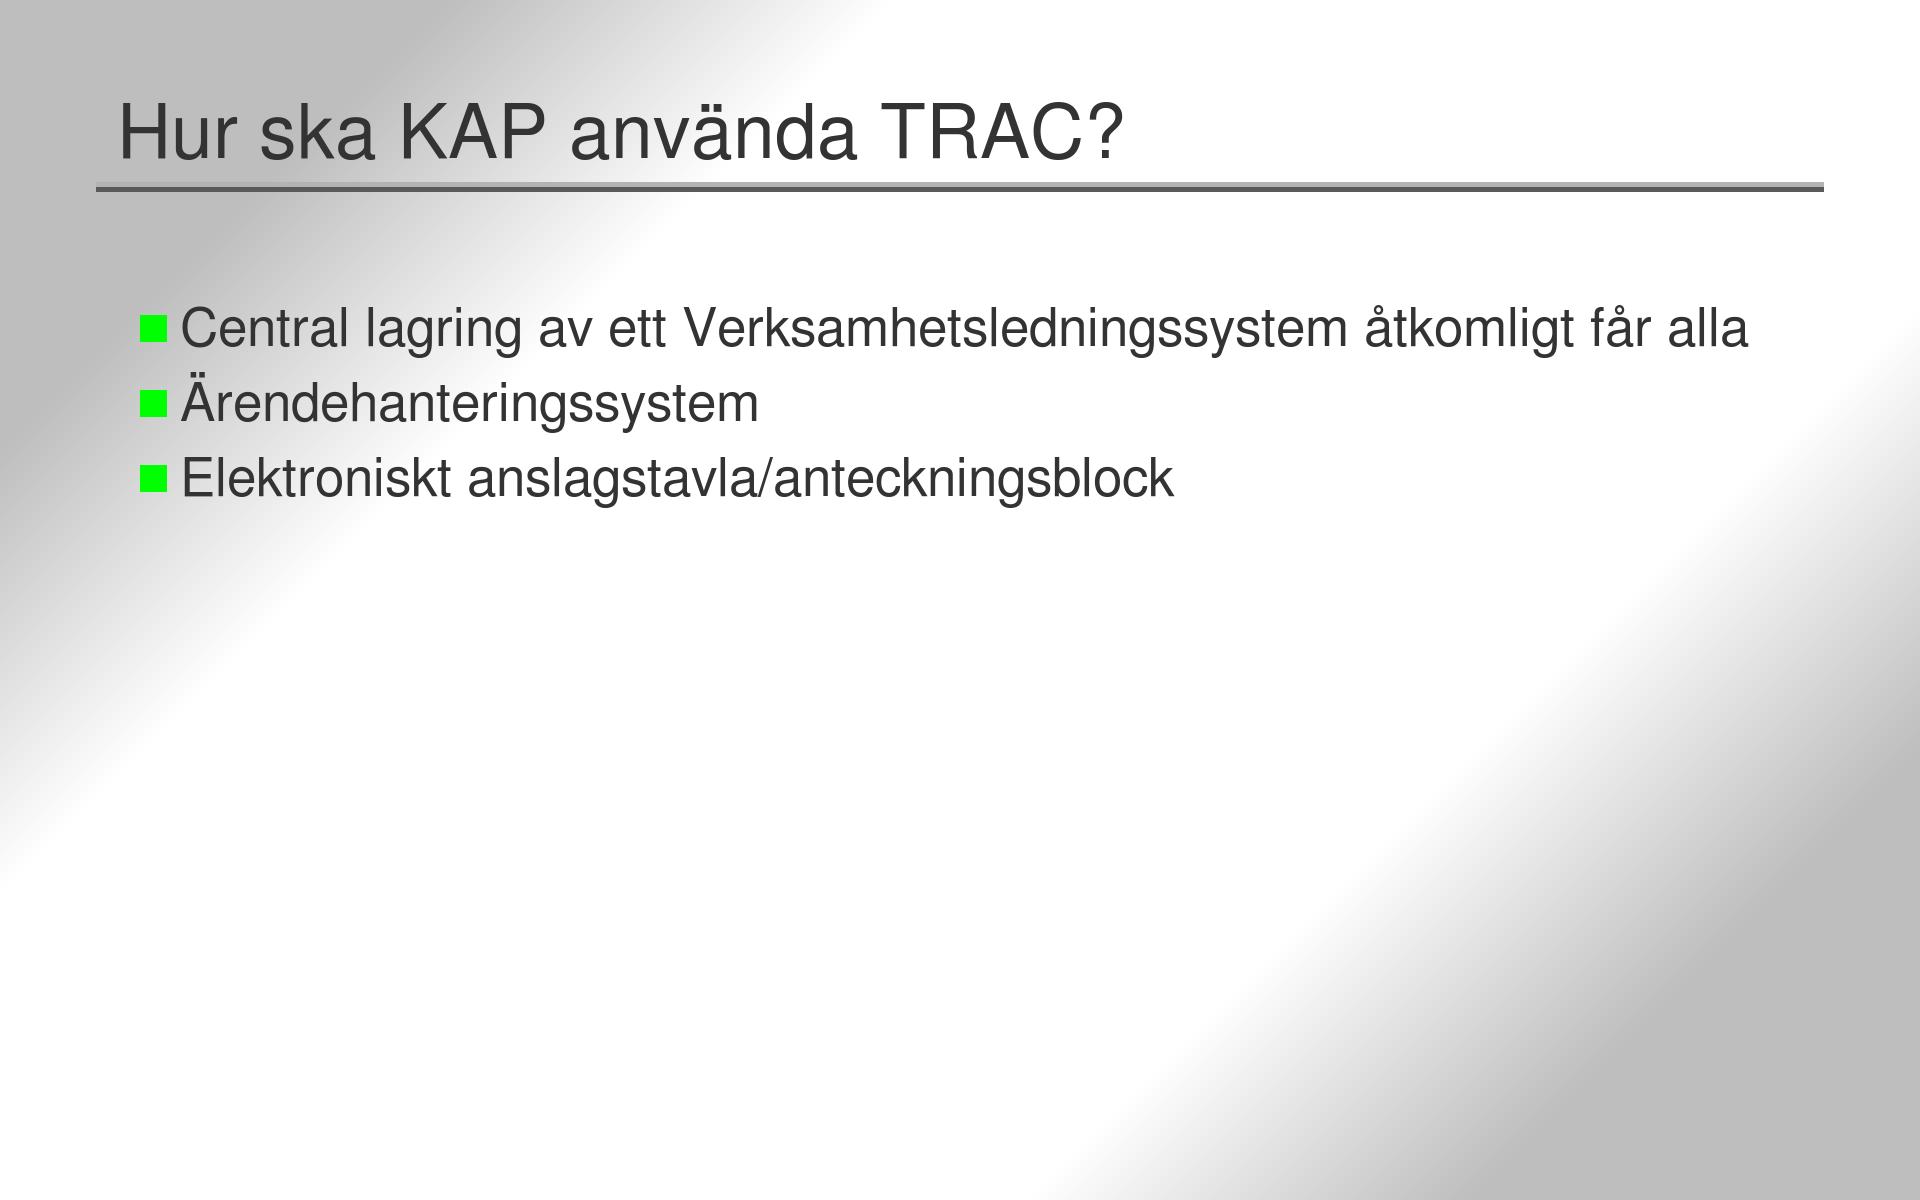 Hur ska KAP använda TRAC?
Central lagring av ett Verksamhetsledningssystem åtkomligt får alla
Ärendehanteringssystem
Elektroniskt anslagstavla/anteckningsblock